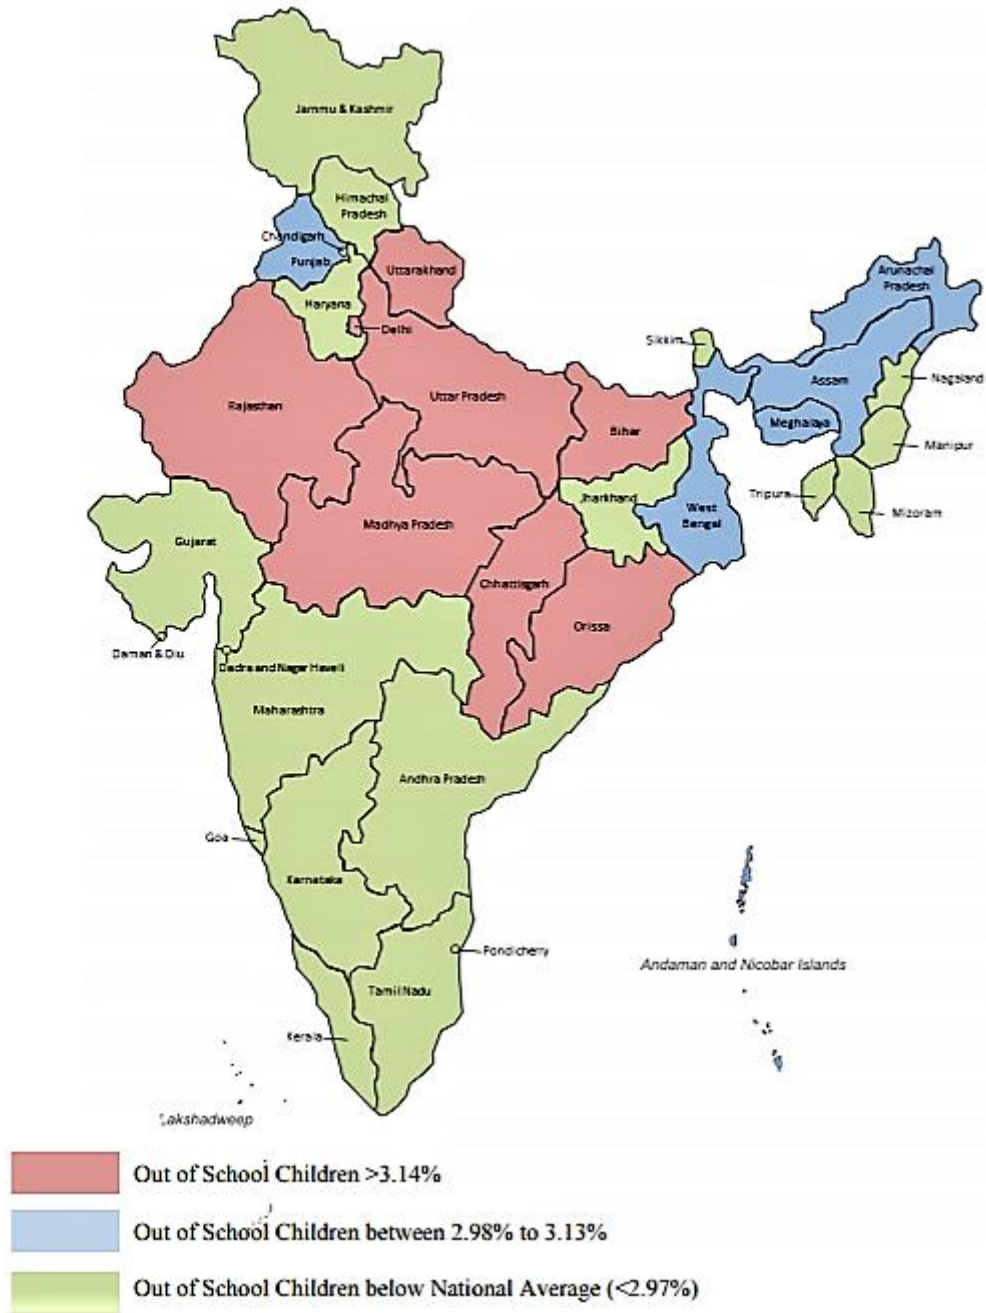 Jammu & Kashmir
Himachal
Pradesh
Chandigarh
Punjab
Uttarakhand
Haryana
Delhi
Arunachal
Pradesh
Sikkim
Assam
Nagaland
Rajasthan
Uttar Pradesh
Bihar
Meghalaya
Manipur
Jharkhand
Tripura
Mizoram
West
Bengal
Madhya Pradesh
Gujarat
Chhattisgarh
Orissa
Daman & Diu
Dadra and Nagar Haveli
Maharashtra
Andhra Pradesh
Goa
Karnataka
Pondicherry
Andaman and Nicobar Islands
Tamil Nadu
Kerala
Lakshadweep
Out of School Children >3.14%
Out of School Children between 2.98% to 3.13%
Out of School Children below National Average (<2.97%)